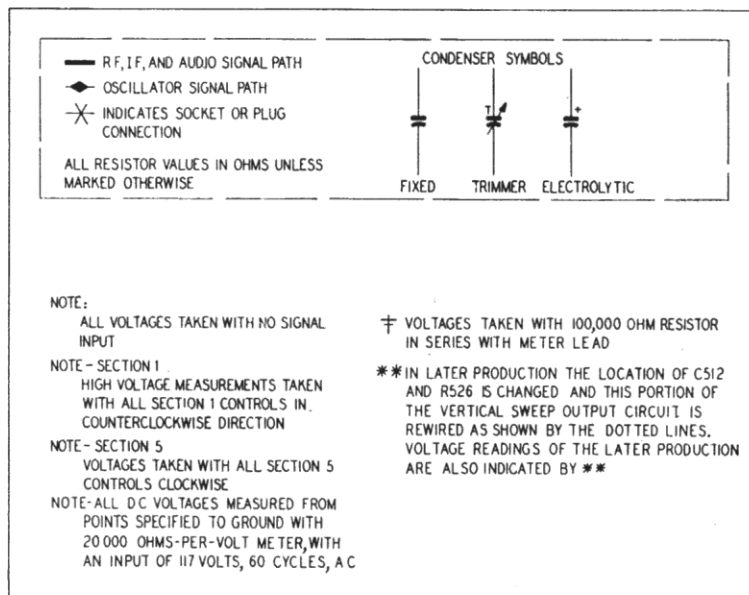 RF, IF, AND AUDIO SIGNAL PATH
OSCILLATOR SIGNAL PATH
INDICATES SOCKET OR PLUG
CONNECTION
ALL RESISTOR VALUES IN OHMS UNLESS
MARKED OTHERWISE
CONDENSER SYMBOLS
T
+
FIXED TRIMMER ELECTROLYTIC
NOTE:
ALL VOLTAGES TAKEN WITH NO SIGNAL
INPUT
NOTE-SECTION 1
HIGH VOLTAGE MEASUREMENTS TAKEN
WITH ALL SECTION 1 CONTROLS IN
COUNTERCLOCKWISE DIRECTION
NOTE-SECTION 5
VOLTAGES TAKEN WITH ALL SECTION 5
CONTROLS CLOCKWISE
NOTE-ALL DC VOLTAGES MEASURED FROM
POINTS SPECIFIED TO GROUND WITH
20000 OHMS-PER-VOLT METER, WITH
AN INPUT OF 117 VOLTS, 60 CYCLES, AC
VOLTAGES TAKEN WITH 100,000 OHM RESISTOR
IN SERIES WITH METER LEAD
**IN LATER PRODUCTION THE LOCATION OF C512
AND R526 IS CHANGED AND THIS PORTION OF
THE VERTICAL SWEEP OUTPUT CIRCUIT IS
REWIRED AS SHOWN BY THE DOTTED LINES.
VOLTAGE READINGS OF THE LATER PRODUCTION
ARE ALSO INDICATED BY **